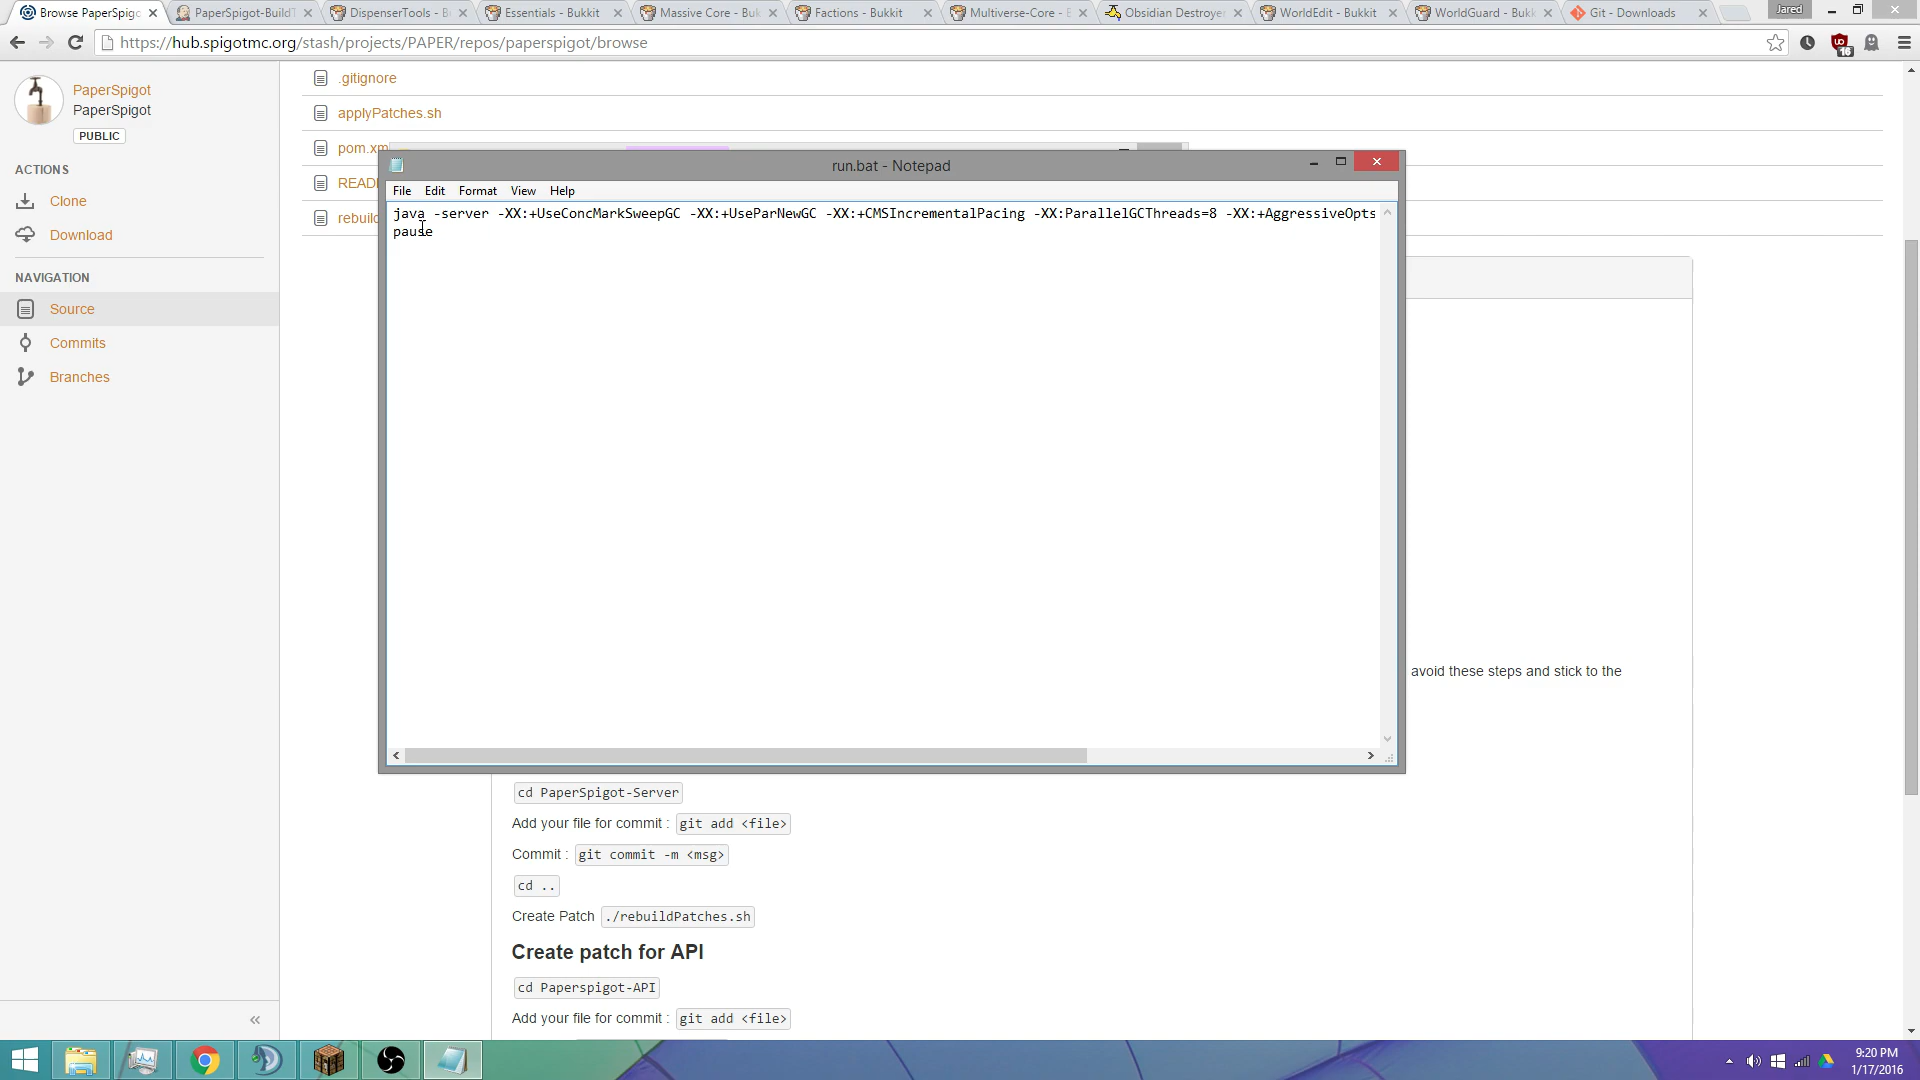 Browse PaperSpigo
PaperSpigot-BuildT
DispenserTools - B
Essentials - Bukkit
Massive Core - Buk
Factions - Bukkit
Multiverse-Core - B
Obsidian Destroyer
WorldEdit - Bukkit
WorldGuard - Bukk
Git - Downloads
Jared
https://hub.spigotmc.org/stash/projects/PAPER/repos/paperspigot/browse
16
PaperSpigot
PaperSpigot
PUBLIC
ACTIONS
Clone
Download
NAVIGATION
Source
Commits
Branches
.gitignore
applyPatches.sh
pom.xm
READ
rebuild
run.bat - Notepad
File Edit Format View Help
java -server -XX:+UseConcMarkSweepGC -XX:+UseParNewGC -XX:+CMSIncrementalPacing -XX:ParallelGCThreads=8 -XX:+AggressiveOpts
pause
avoid these steps and stick to the
cd PaperSpigot-Server
Add your file for commit : git add <file>
Commit : git commit -m <msg>
cd ..
Create Patch ./rebuildPatches.sh
Create patch for API
cd Paperspigot-API
Add your file for commit : git add <file>
9:20 PM
1/17/2016